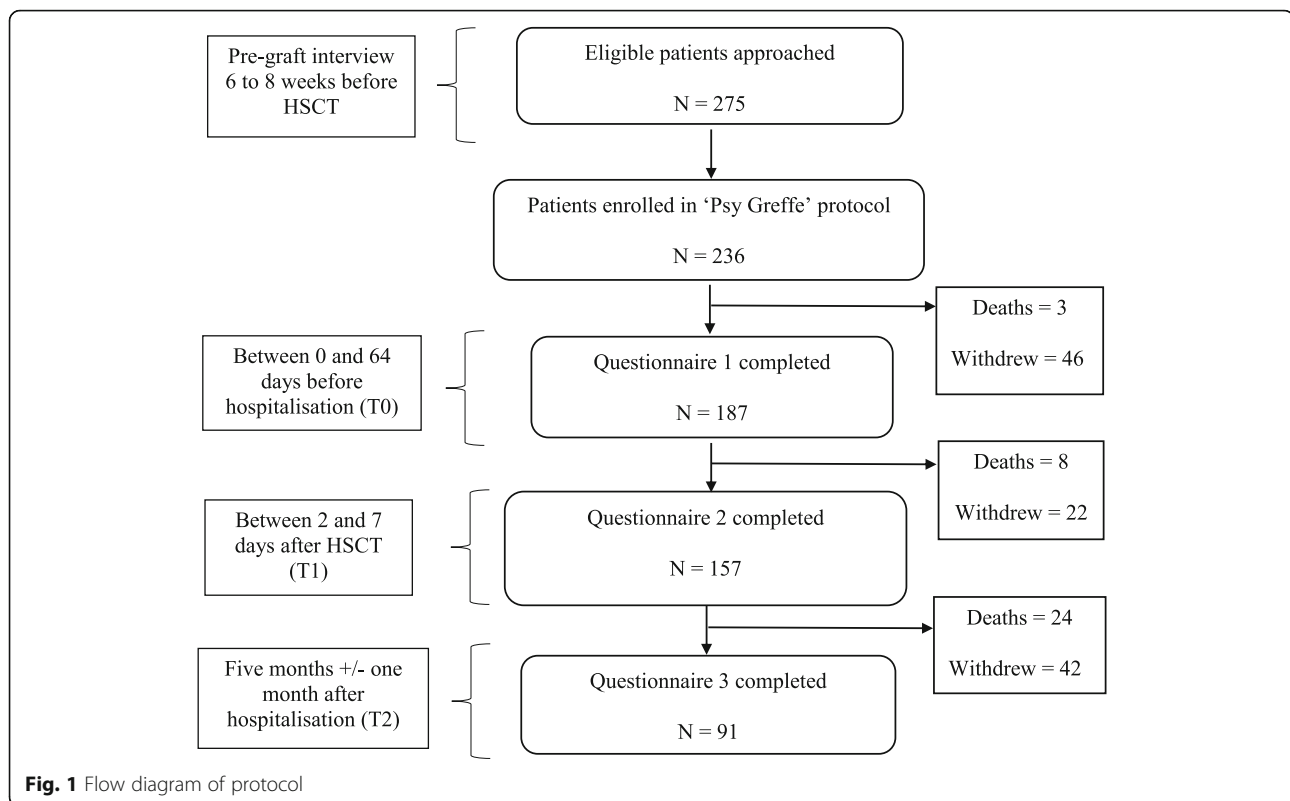 Pre-graft interview
6 to 8 weeks before
HSCT
Eligible patients approached
N = 275
Patients enrolled in ‘Psy Greffe’ protocol
N = 236
Deaths = 3
Withdrew = 46
Between 0 and 64
days before
hospitalisation (T0)
Questionnaire 1 completed
N = 187
Deaths = 8
Withdrew = 22
Between 2 and 7
days after HSCT
(T1)
Questionnaire 2 completed
N = 157
Deaths = 24
Withdrew = 42
Five months +/- one
month after
hospitalisation (T2)
Questionnaire 3 completed
N = 91
Fig. 1 Flow diagram of protocol